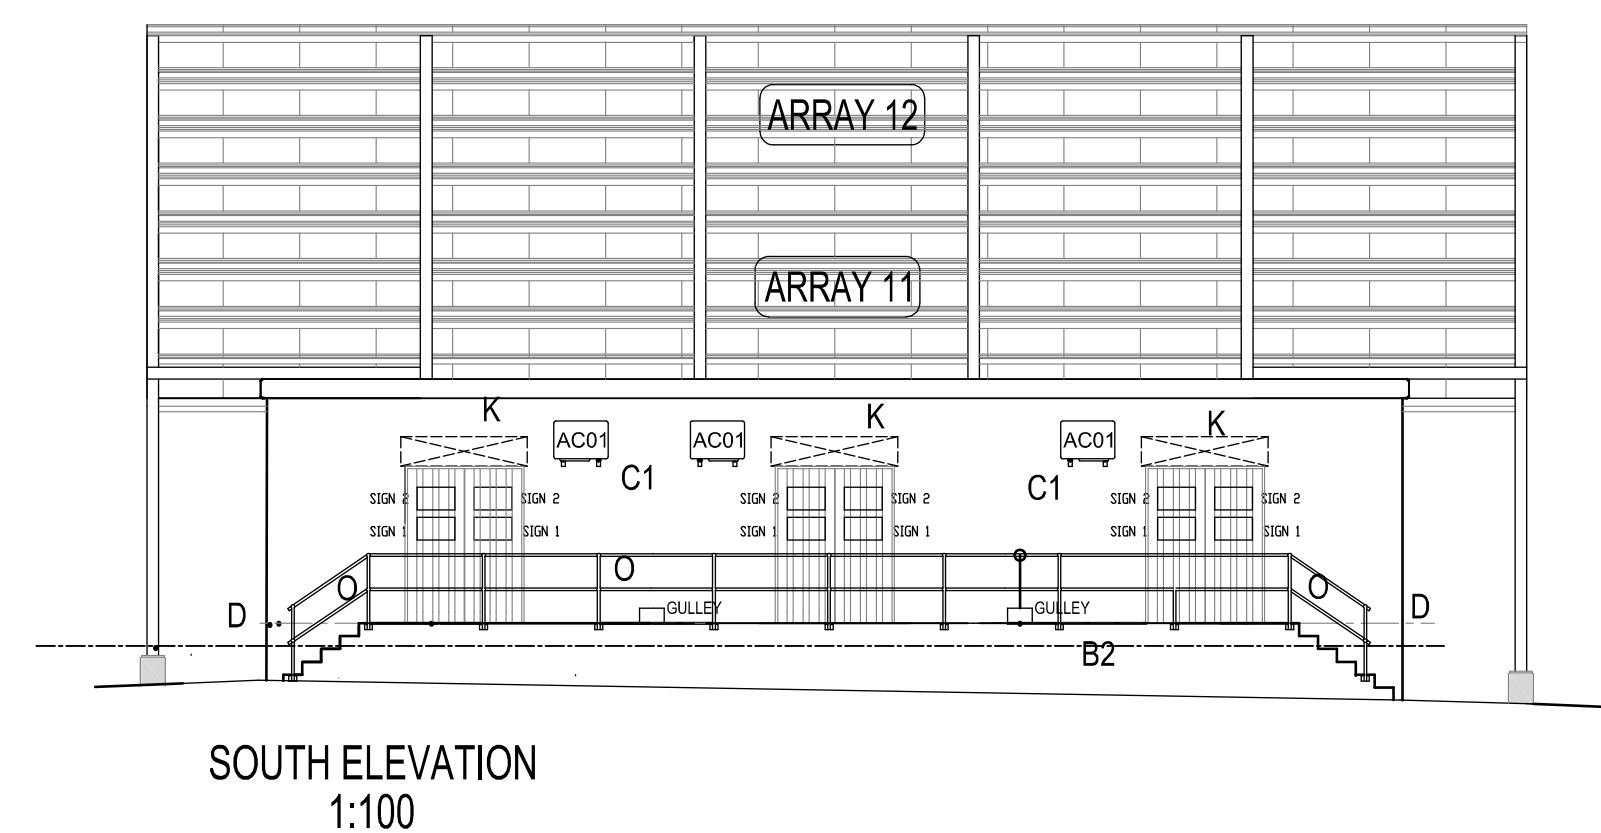 ARRAY 12
ARRAY 11
K K K
AC01 AC01 AC01
C1 C1
SIGN 2 SIGN 2 SIGN 2 SIGN 2 SIGN 2 SIGN 2
SIGN 1 SIGN 1 SIGN 1 SIGN 1 SIGN 1 SIGN 1
O O O
D GULLEY GULLEY D
B2
SOUTH ELEVATION
1:100